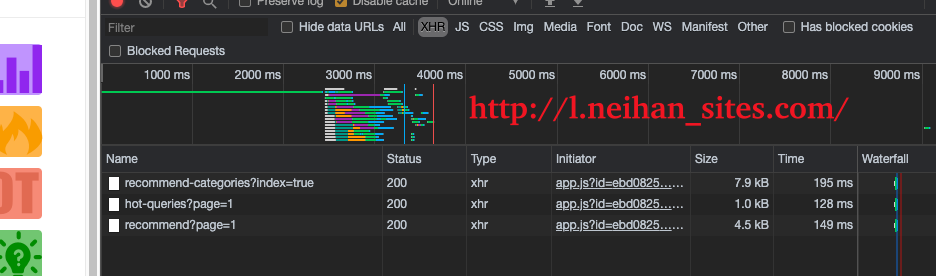 Preserve log
Disable cache
Online
Filter
Hide data URLs
All
XHR
JS
CSS
Img
Media
Font
Doc
WS
Manifest
Other
Has blocked cookies
Blocked Requests
1000 ms
2000 ms
3000 ms
4000 ms
5000 ms
6000 ms
7000 ms
8000 ms
9000 ms
http://l.neihan_sites.com/
OT
Name Status Type Initiator Size Time Waterfall
recommend-categories?index=true 200 xhr app.js?id=ebd0825…... 7.9 kB 195 ms
hot-queries?page=1 200 xhr app.js?id=ebd0825…... 1.0 kB 128 ms
recommend?page=1 200 xhr app.js?id=ebd0825…... 4.5 kB 149 ms